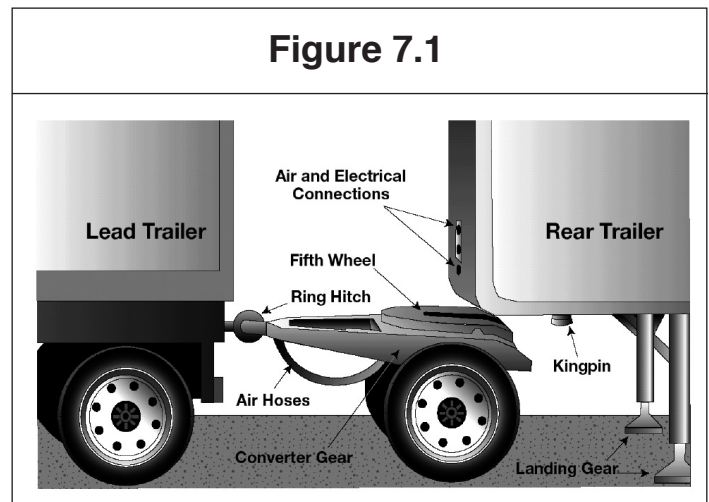 Figure 7.1
Air and Electrical
Connections
Lead Trailer
Rear Trailer
Fifth Wheel
Ring Hitch
Kingpin
Air Hoses
Converter Gear
Landing Gear